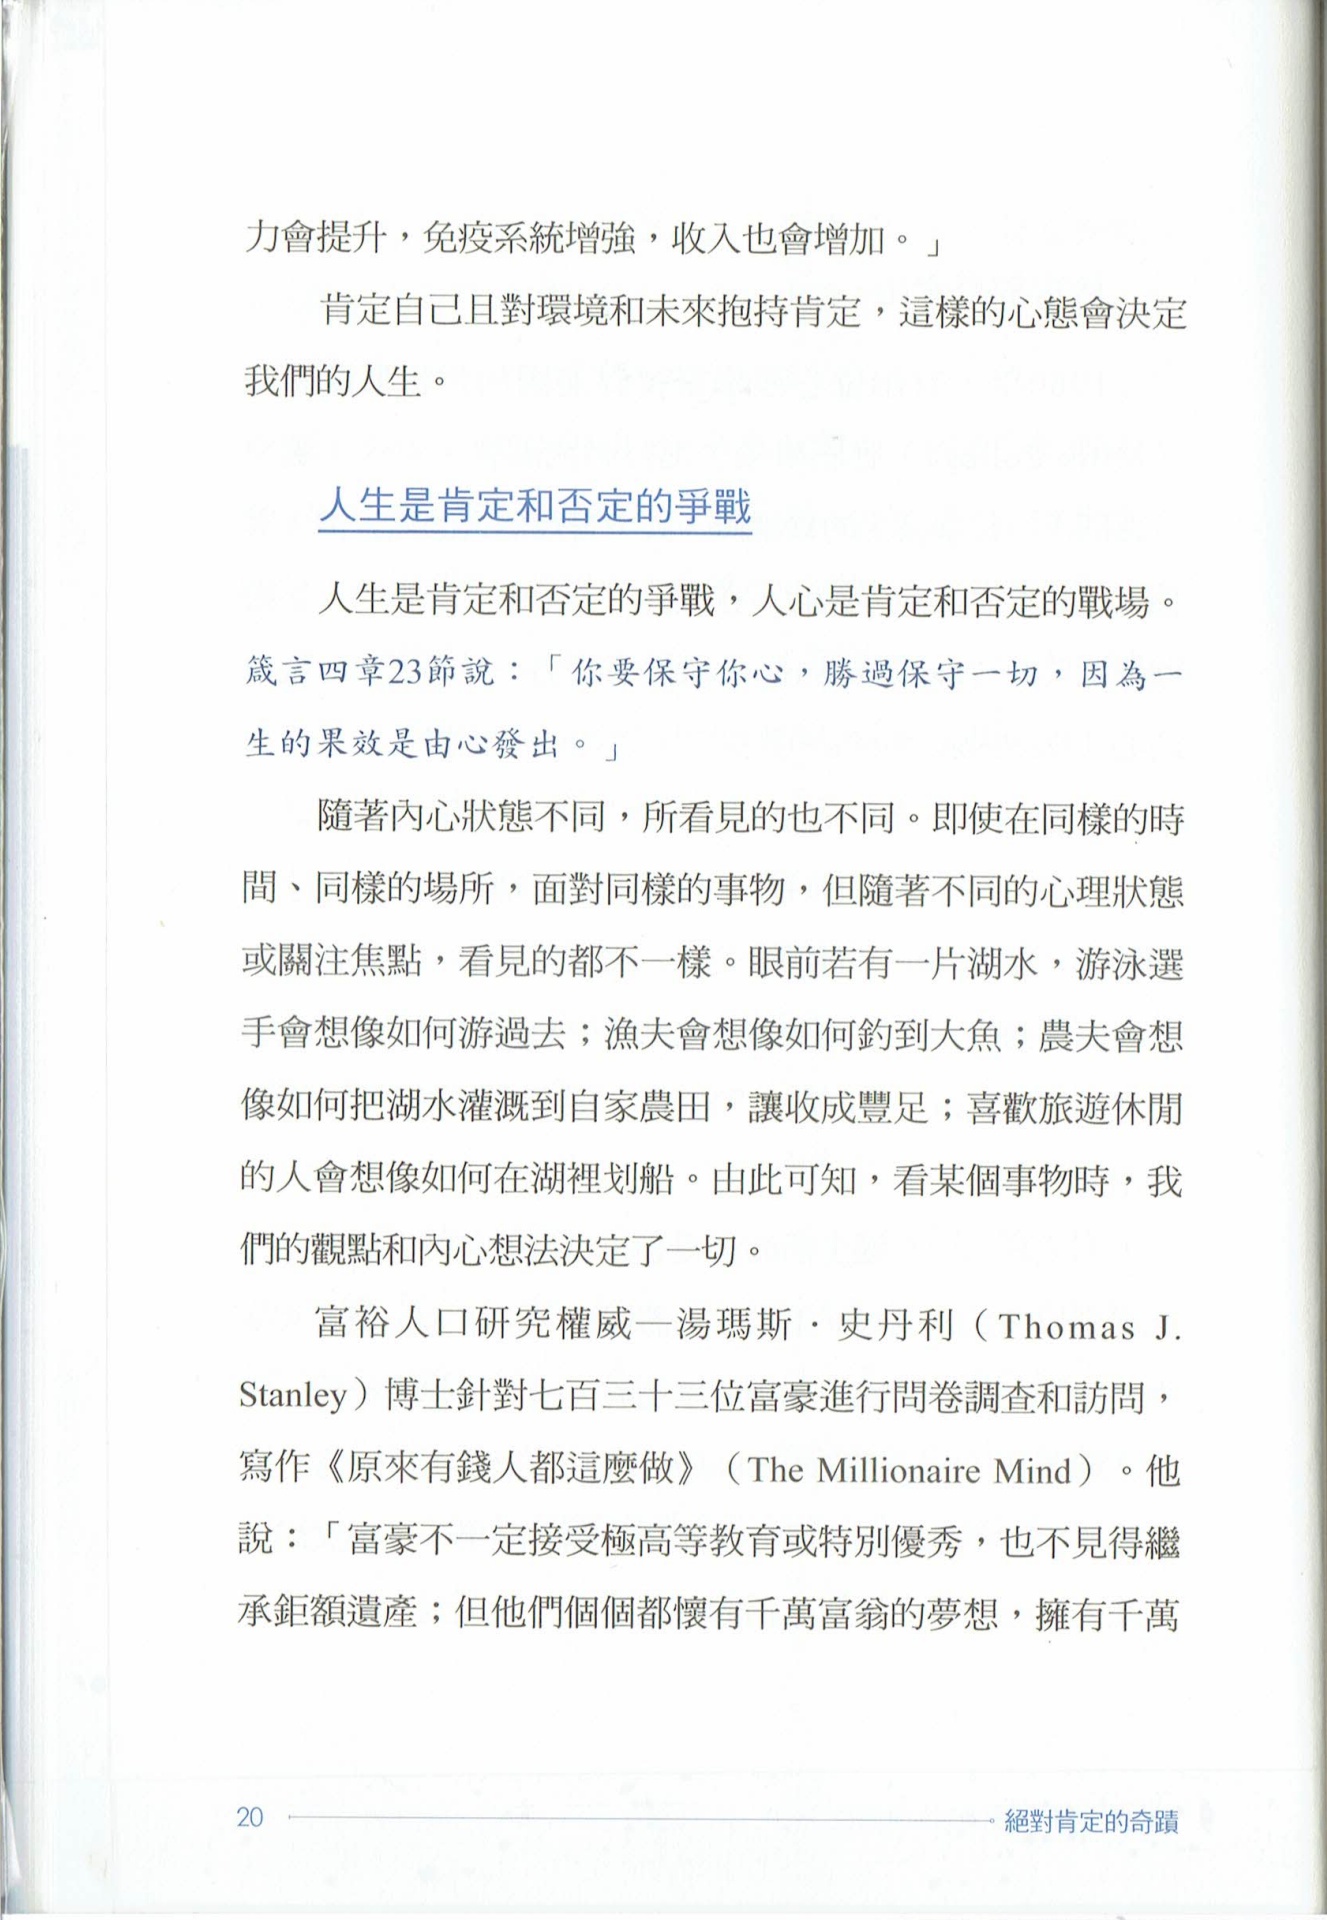 力會提升，免疫系統增強，收入也會增加。」
肯定自己且對環境和未來抱持肯定，這樣的心態會決定
我們的人生。
人生是肯定和否定的爭戰
人生是肯定和否定的爭戰，人心是肯定和否定的戰場。
箴言四章23節說：「你要保守你心，勝過保守一切，因為一
生的果效是由心發出。」
隨著內心狀態不同，所看見的也不同。即使在同樣的時
間、同樣的場所，面對同樣的事物，但隨著不同的心理狀態
或關注焦點，看見的都不一樣。眼前若有一片湖水，游泳選
手會想像如何游過去；漁夫會想像如何釣到大魚；農夫會想
像如何把湖水灌溉到自家農田，讓收成豐足；喜歡旅遊休閒
的人會想像如何在湖裡划船。由此可知，看某個事物時，我
們的觀點和內心想法決定了一切。
富裕人口研究權威—湯瑪斯．史丹利（Thomas J.
Stanley）博士針對七百三十三位富豪進行問卷調查和訪問，
寫作《原來有錢人都這麼做》（The Millionaire Mind）。他
說：「富豪不一定接受極高等教育或特別優秀，也不見得繼
承鉅額遺產；但他們個個都懷有千萬富翁的夢想，擁有千萬
20 絕對肯定的奇蹟